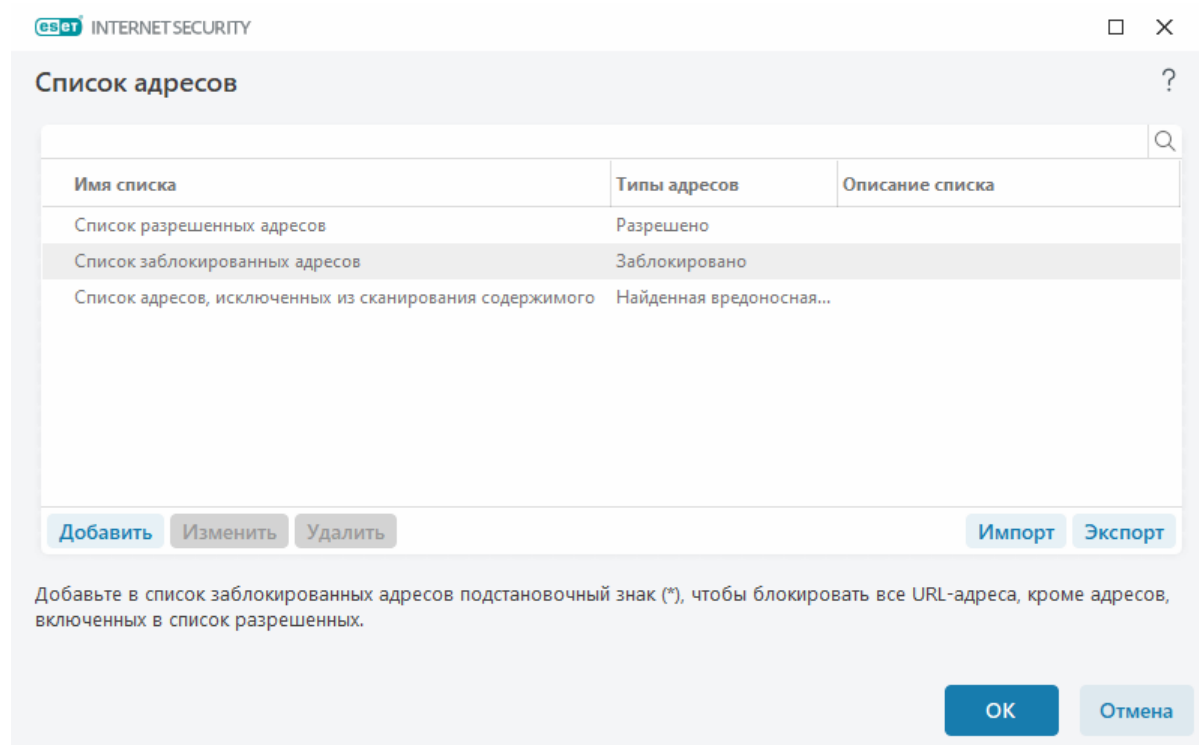 eset INTERNET SECURITY
Список адресов
?
Имя списка Типы адресов Описание списка
Список разрешенных адресов Разрешено
Список заблокированных адресов Заблокировано
Список адресов, исключенных из сканирования содержимого Найденная вредоносная...
Добавить Изменить Удалить Импорт Экспорт
Добавьте в список заблокированных адресов подстановочный знак (*), чтобы блокировать все URL-адреса, кроме адресов,
включенных в список разрешенных.
ОК Отмена